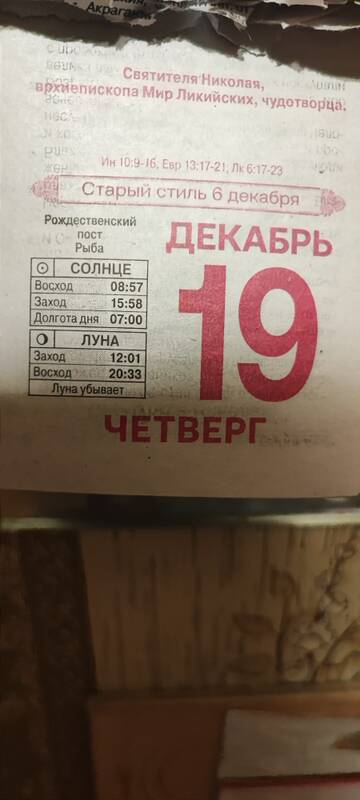 Акрагант
Святителя Николая,
архиепископа Мир Ликийских, чудотворца.
Ин 10:9-16, Евр 13:17-21, Лк 6:17-23
Старый стиль 6 декабря
Рождественский
пост
Рыба
ДЕКАБРЬ
19
ЧЕТВЕРГ
СОЛНЦЕ
Восход 08:57
Заход 15:58
Долгота дня 07:00
ЛУНА
Заход 12:01
Восход 20:33
Луна убывает